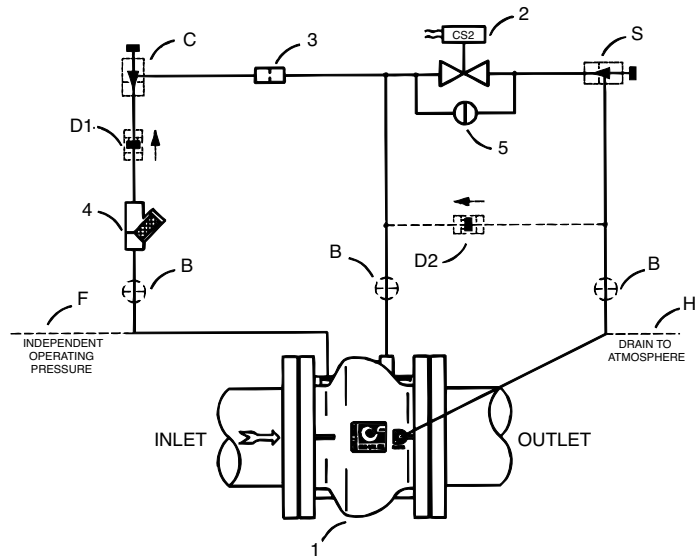 C
3
2
CS2
S
D1
5
4
B
D2
B
B
F
H
INDEPENDENT
OPERATING
PRESSURE
DRAIN TO
ATMOSPHERE
INLET
OUTLET
1